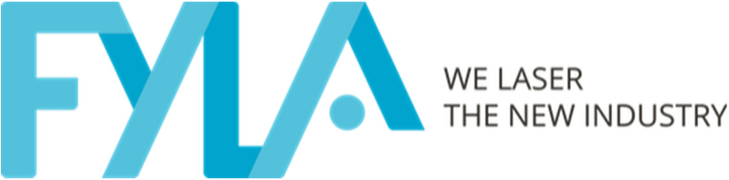 FYLA
WE LASER
THE NEW INDUSTRY